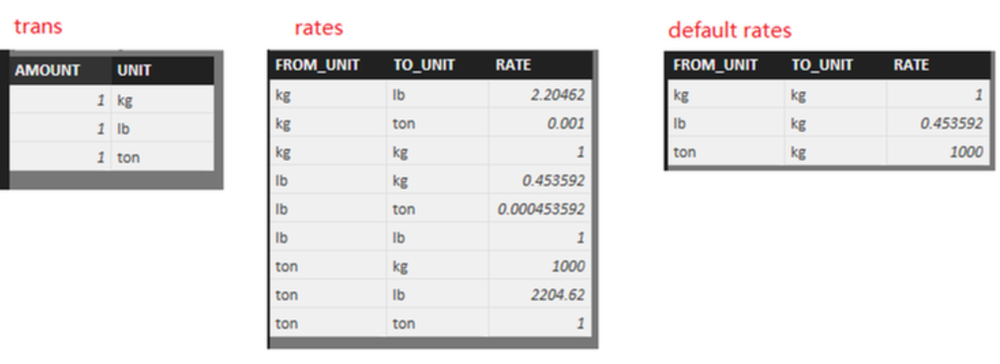 trans
AMOUNT UNIT
1 kg
1 lb
1 ton
rates
FROM_UNIT TO_UNIT RATE
kg lb 2.20462
kg ton 0.001
kg kg 1
lb kg 0.453592
lb ton 0.000453592
lb lb 1
ton kg 1000
ton lb 2204.62
ton ton 1
default rates
FROM_UNIT TO_UNIT RATE
kg kg 1
lb kg 0.453592
ton kg 1000